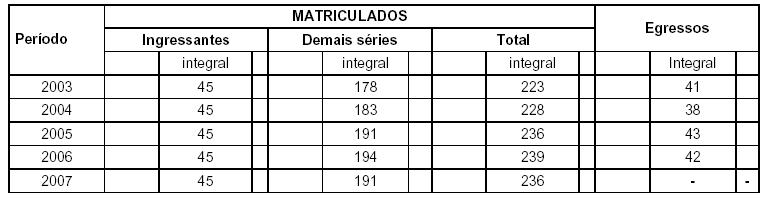 MATRICULADOS
Período Ingressantes Demais séries Total Egressos
integral integral integral Integral
2003 45 178 223 41
2004 45 183 228 38
2005 45 191 236 43
2006 45 194 239 42
2007 45 191 236 - -